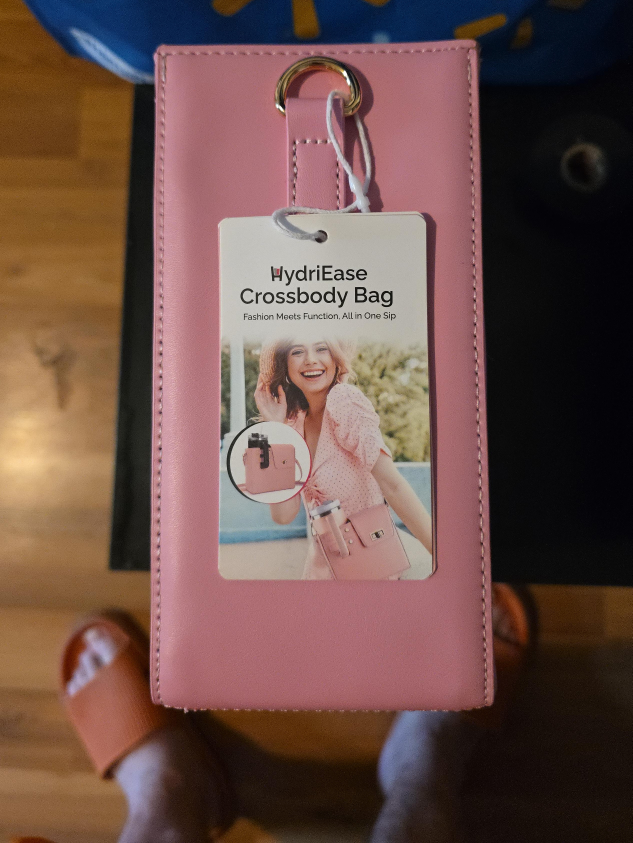 HydriEase
Crossbody Bag
Fashion Meets Function, All in One Sip